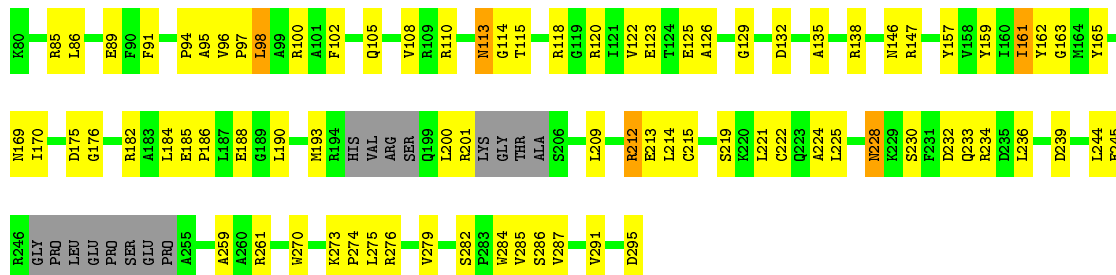 K80 R85 L86 E89 F90 F91 P94 A95 V96 P97 L98 A99 R100 A101 F102 Q105 V108 R109 R110 N113 G114 T115 R118 G119 R120 I121 V122 E123 T124 E125 A126 G129 D132 A135 R138 N146 R147 Y157 V158 Y159 I160 I161 Y162 G163 M164 Y165
N169 I170 D175 G176 R182 A183 L184 E185 P186 L187 E188 G189 L190 M193 R194 HIS VAL ARG SER Q199 L200 R201 LYS GLY THR ALA S206 L209 R212 E213 L214 C215 S219 K220 L221 C222 Q223 A224 L225 N228 K229 S230 F231 D232 Q233 R234 D235 L236 D239 L244
R246 GLY PRO LEU GLU PRO SER GLU PRO A255 A259 A260 R261 W270 K273 P274 L275 R276 V279 S282 P283 W284 V285 S286 V287 V291 D295